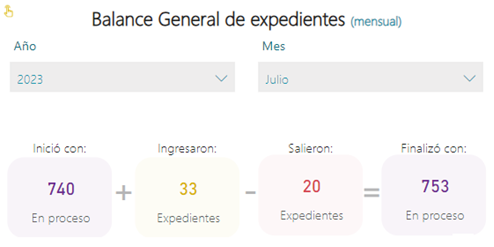 Balance General de expedientes (mensual)
Año Mes
2023 Julio
Inició con: Ingresaron: Salieron: Finalizó con:
740 + 33 - 20 = 753
En proceso Expedientes Expedientes En proceso